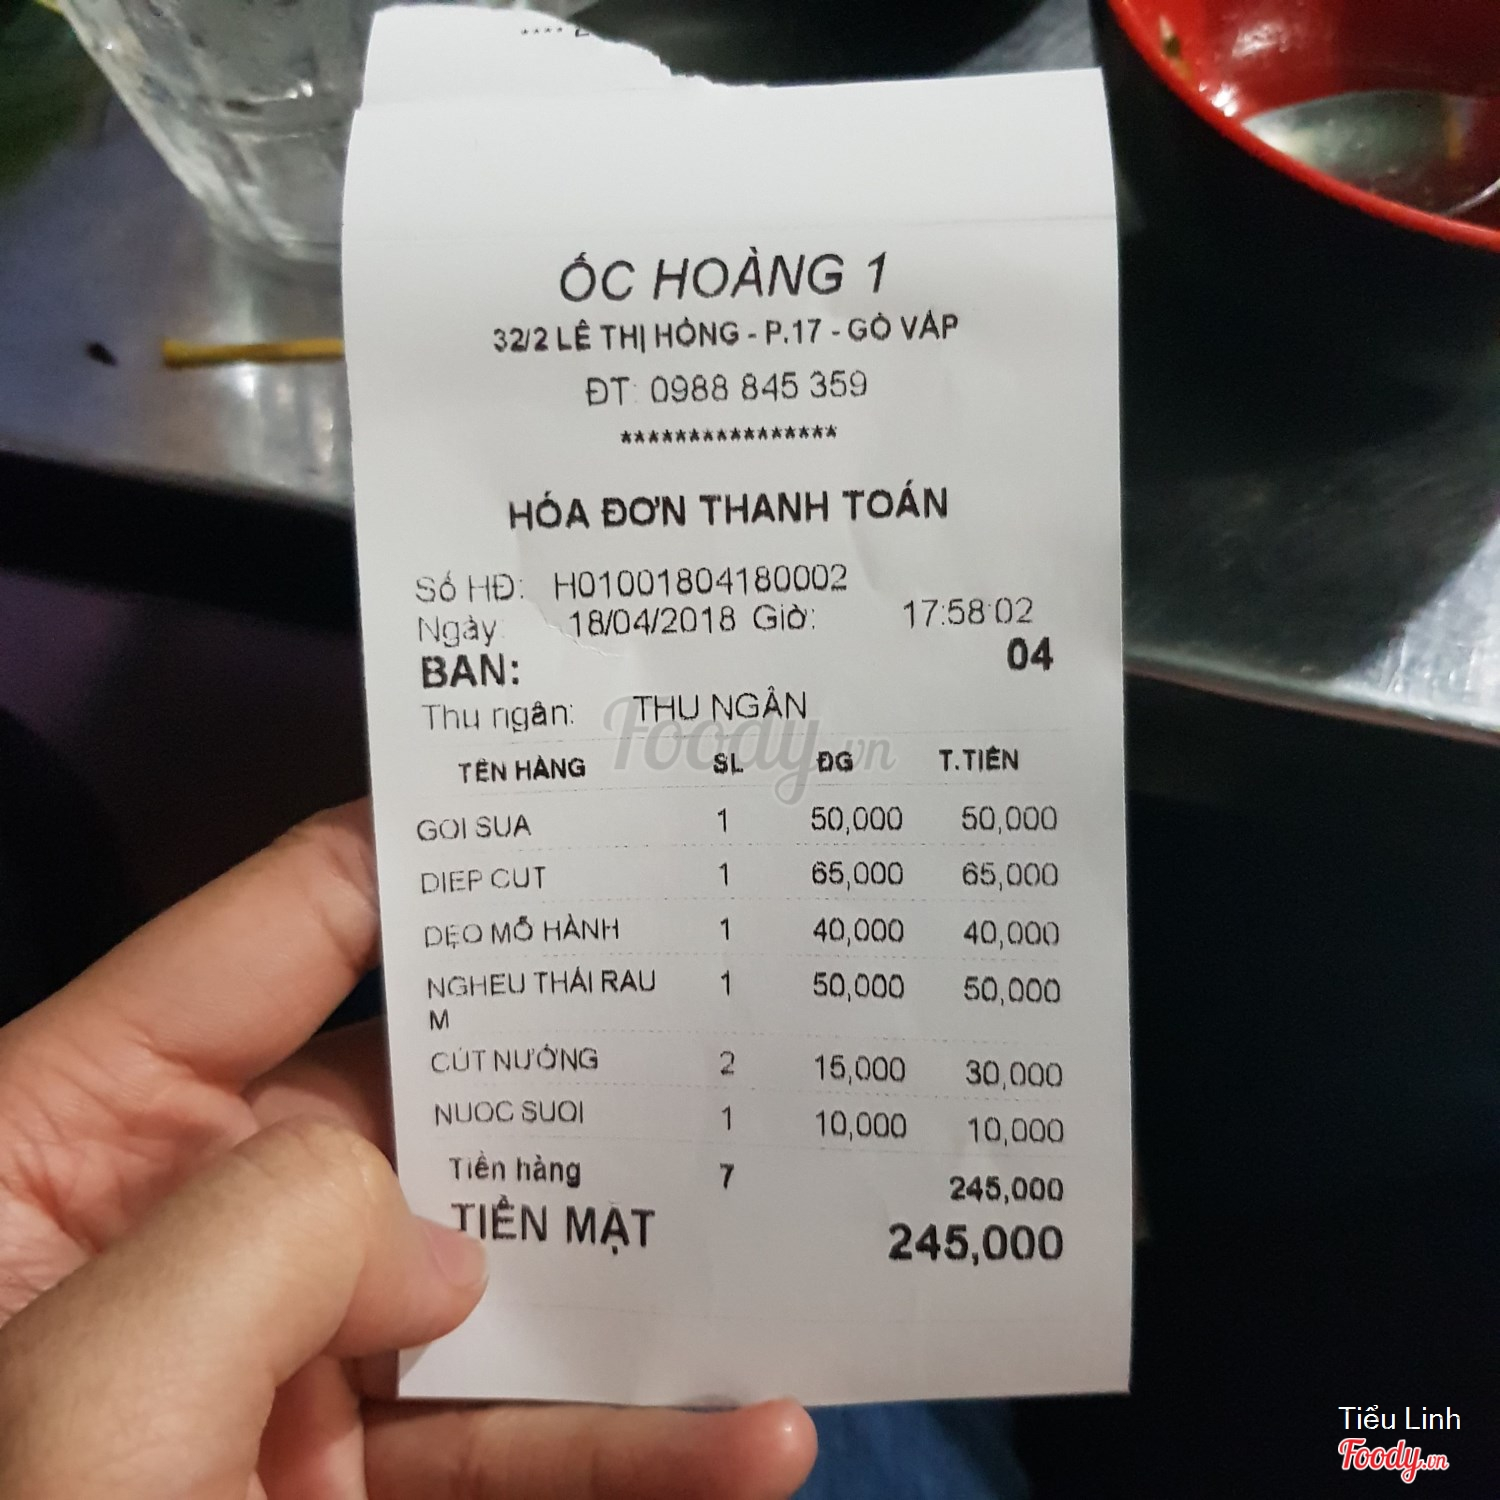 ỐC HOÀNG 1
32/2 LÊ THỊ HỒNG - P.17 - GÒ VẤP
ĐT: 0988 845 359
****************
HÓA ĐƠN THANH TOÁN
Số HĐ: H01001804180002
Ngày: 18/04/2018 Giờ: 17:58:02
BAN: 04
Thu ngân: THU NGÂN
Foody.vn
TÊN HÀNG SL ĐG T.TIỀN
GOI SUA 1 50,000 50,000
DIEP CUT 1 65,000 65,000
DẸO MỠ HÀNH 1 40,000 40,000
NGHEU THÁI RAU 1 50,000 50,000
M
CÚT NƯỚNG 2 15,000 30,000
NUOC SUOI 1 10,000 10,000
Tiền hàng 7 245,000
TIỀN MẶT 245,000
Tiểu Linh
Foody.vn